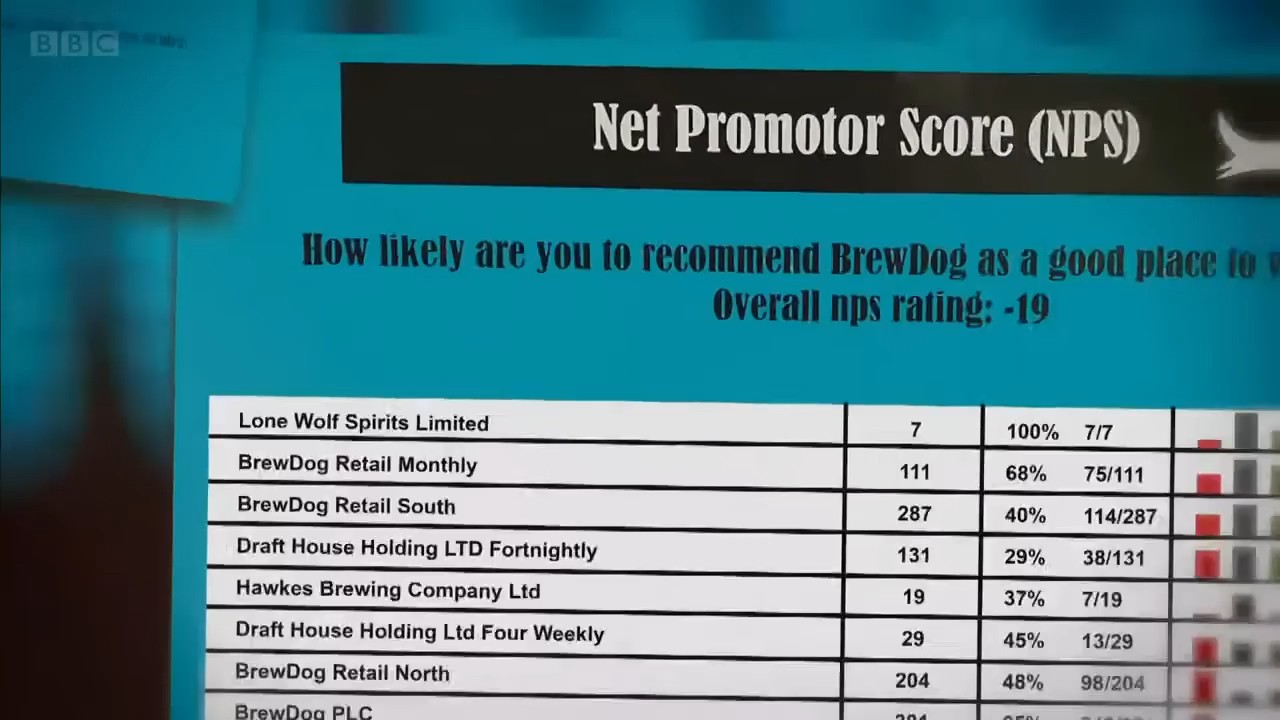 BBC
Net Promotor Score (NPS)
How likely are you to recommend BrewDog as a good place to
Overall nps rating: -19
Lone Wolf Spirits Limited 7 100% 7/7
BrewDog Retail Monthly 111 68% 75/111
BrewDog Retail South 287 40% 114/287
Draft House Holding LTD Fortnightly 131 29% 38/131
Hawkes Brewing Company Ltd 19 37% 7/19
Draft House Holding Ltd Four Weekly 29 45% 13/29
BrewDog Retail North 204 48% 98/204
BrewDog PLC